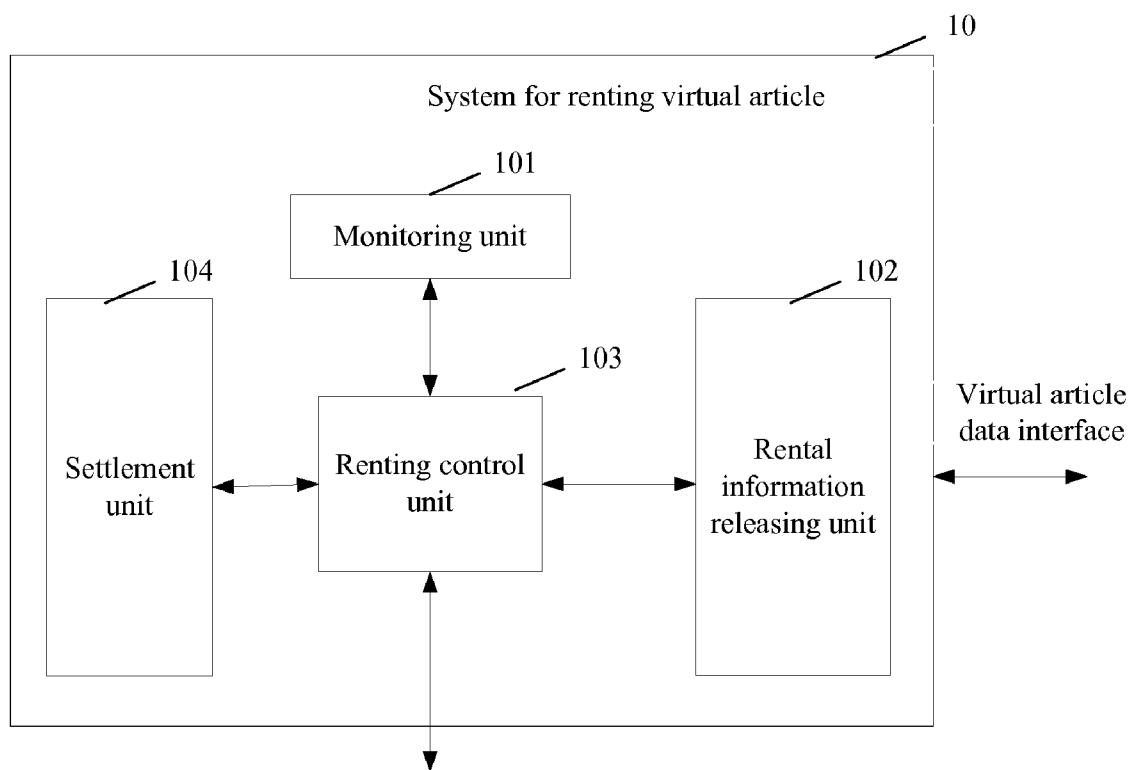 10
System for renting virtual article
101
Monitoring unit
104
102
103
Virtual article
data interface
Settlement
unit
Renting control
unit
Rental
information
releasing unit